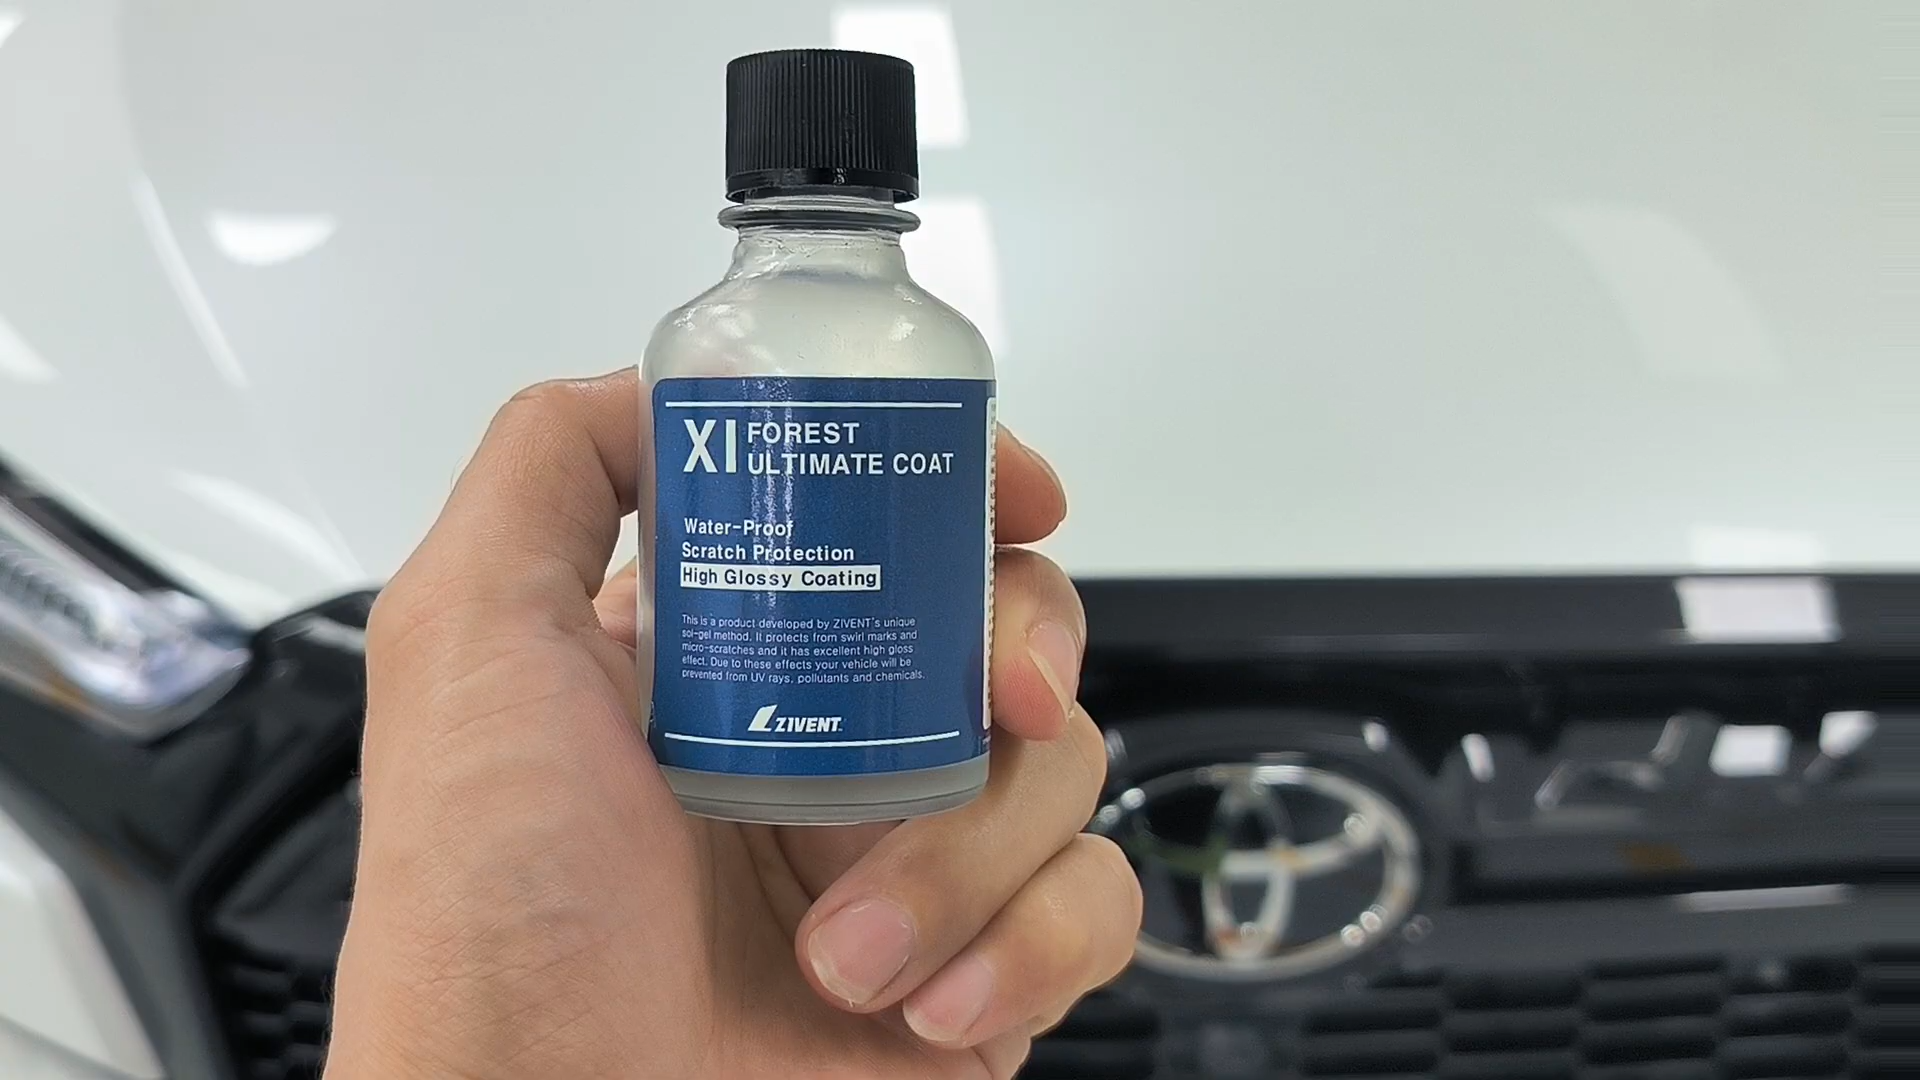 XI FOREST
ULTIMATE COAT
Water-Proof
Scratch Protection
High Glossy Coating
This is a product developed by ZIVENT's unique
sol-gel method. It protects from swirl marks and
micro-scratches and it has excellent high gloss
effect. Due to these effects your vehicle will be
prevented from UV rays, pollutants and chemicals.
ZIVENT